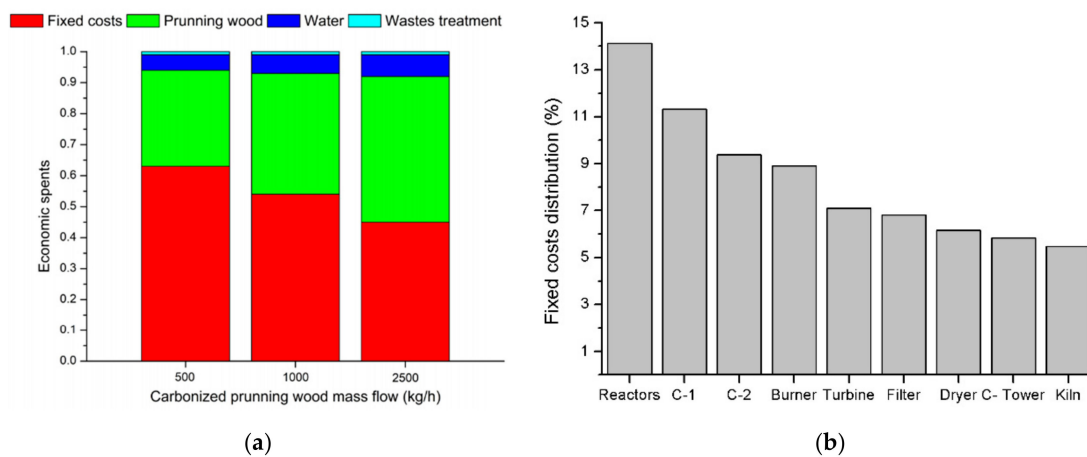 Fixed costs Prunning wood Water Wastes treatment
1.0
0.9
0.8
0.7
0.6
0.5
0.4
0.3
0.2
0.1
0.0
Economic spents
500 1000 2500
Carbonized prunning wood mass flow (kg/h)
(a)
15
13
11
9
7
5
3
1
Fixed costs distribution (%)
Reactors C-1 C-2 Burner Turbine Filter Dryer C- Tower Kiln
(b)